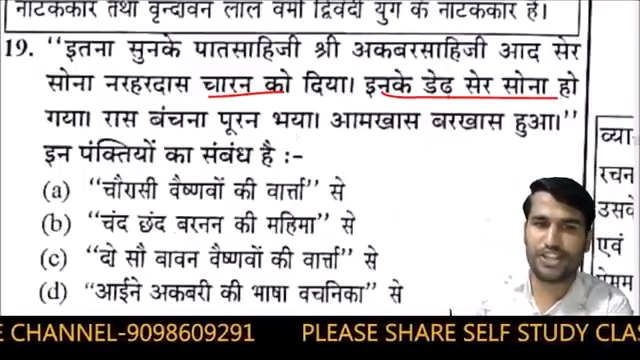 नाटककार तथा वृन्दावन लाल वर्मा द्विवेदी युग के नाटककार हैं।
19. "इतना सुनके पातसाहिजी श्री अकबरसाहिजी आद सेर
सोना नरहरदास चारन को दिया। इनके डेढ़ सेर सोना हो
गया। रास बंचना पूरन भया। आमखास बरखास हुआ।"
इन पंक्तियों का संबंध है :-
(a) "चौरासी वैष्णवों की वार्त्ता" से
(b) "चंद छंद बरनन की महिमा" से
(c) "दो सौ बावन वैष्णवों की वार्त्ता" से
(d) "आईने अकबरी की भाषा वचनिका" से
व्या-
रचन
उसवे
एवं
प्रेमम
E CHANNEL-9098609291 PLEASE SHARE SELF STUDY CLAS